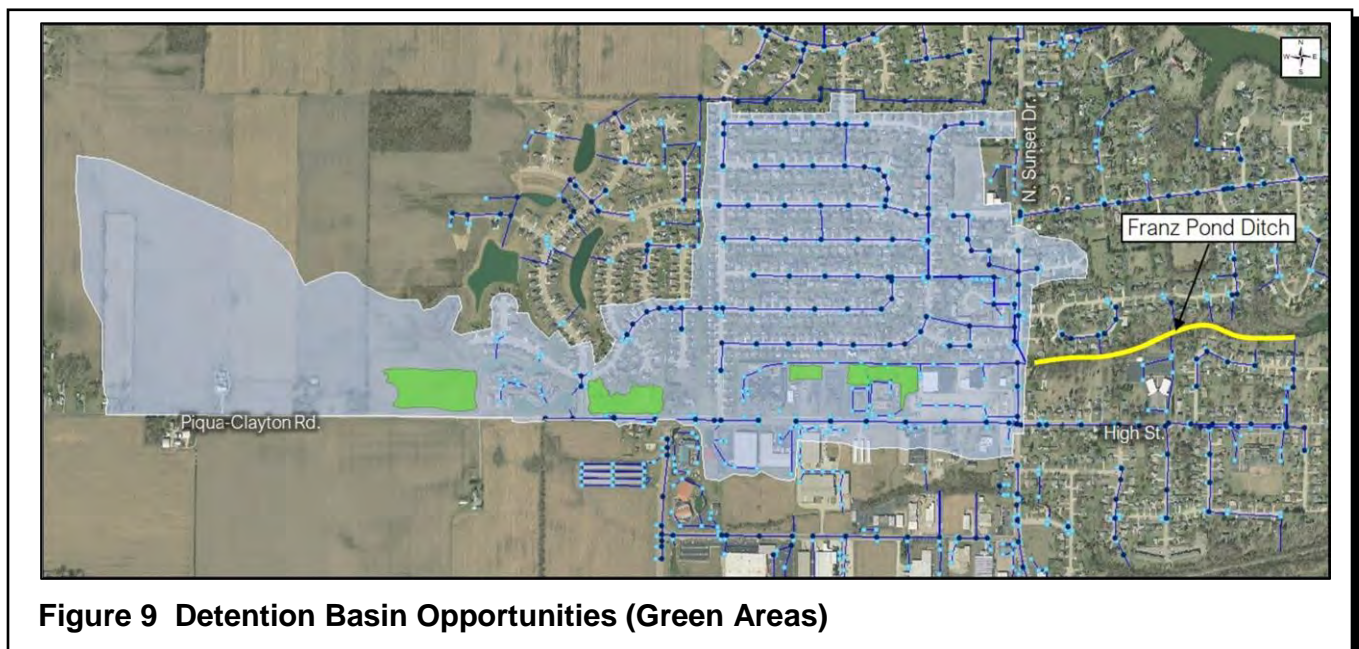 N
W E
S
N. Sunset Dr.
Franz Pond Ditch
Piqua-Clayton Rd.
High St.
Figure 9 Detention Basin Opportunities (Green Areas)